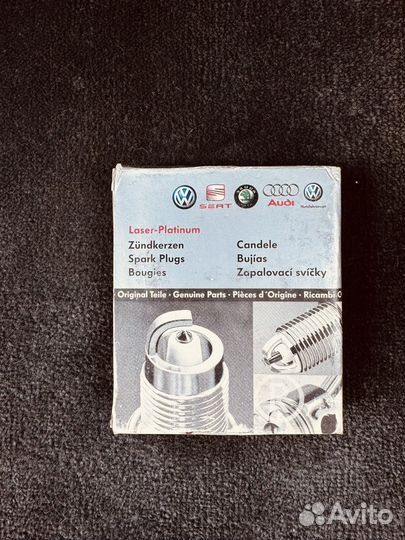 SEAT
Audi
Laser-Platinum
Zündkerzen Candele
Spark Plugs Bujías
Bougies Zapalovací svíčky
Original Teile · Genuine Parts · Pièces d'Origine · Ricambi O
Avito